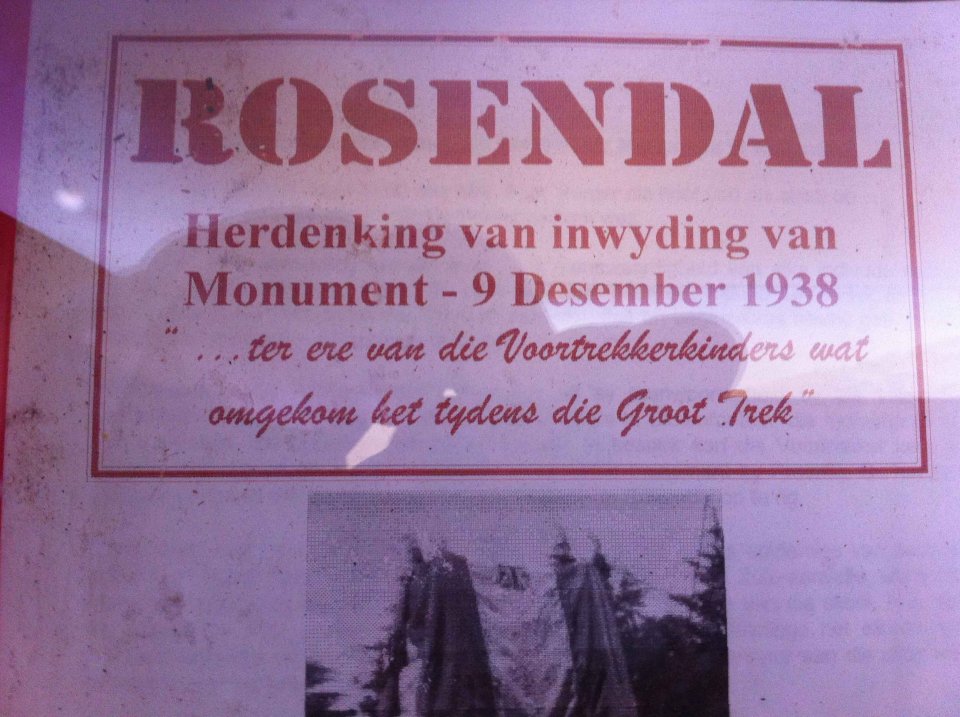 ROSENDAL
Herdenking van inwyding van
Monument - 9 Desember 1938
“ ...ter ere van die Voortrekkerkinders wat
omgekom het tydens die Groot Trek”